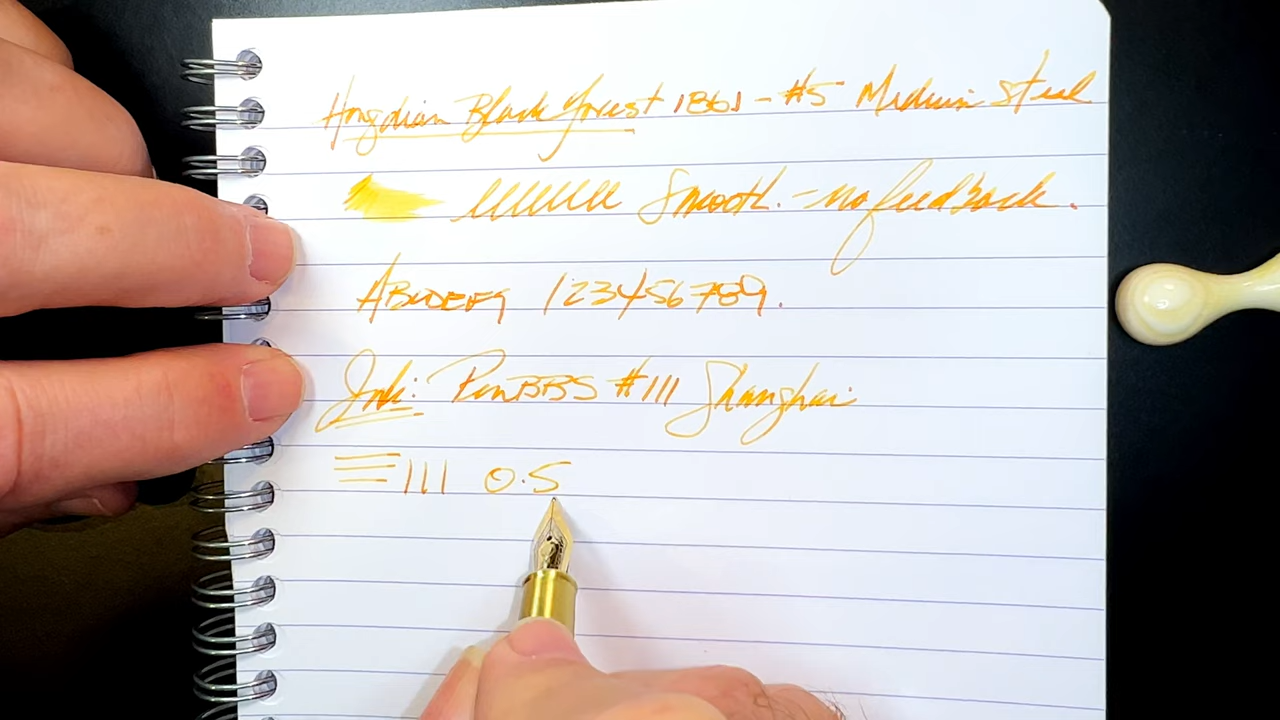 Hongdian Black Forest 1861 - #5 Medium Steel
Smooth. - no feedback.
ABCDEFG 123456789.
Ink: PenBBS #111 Shanghai
111 0.5